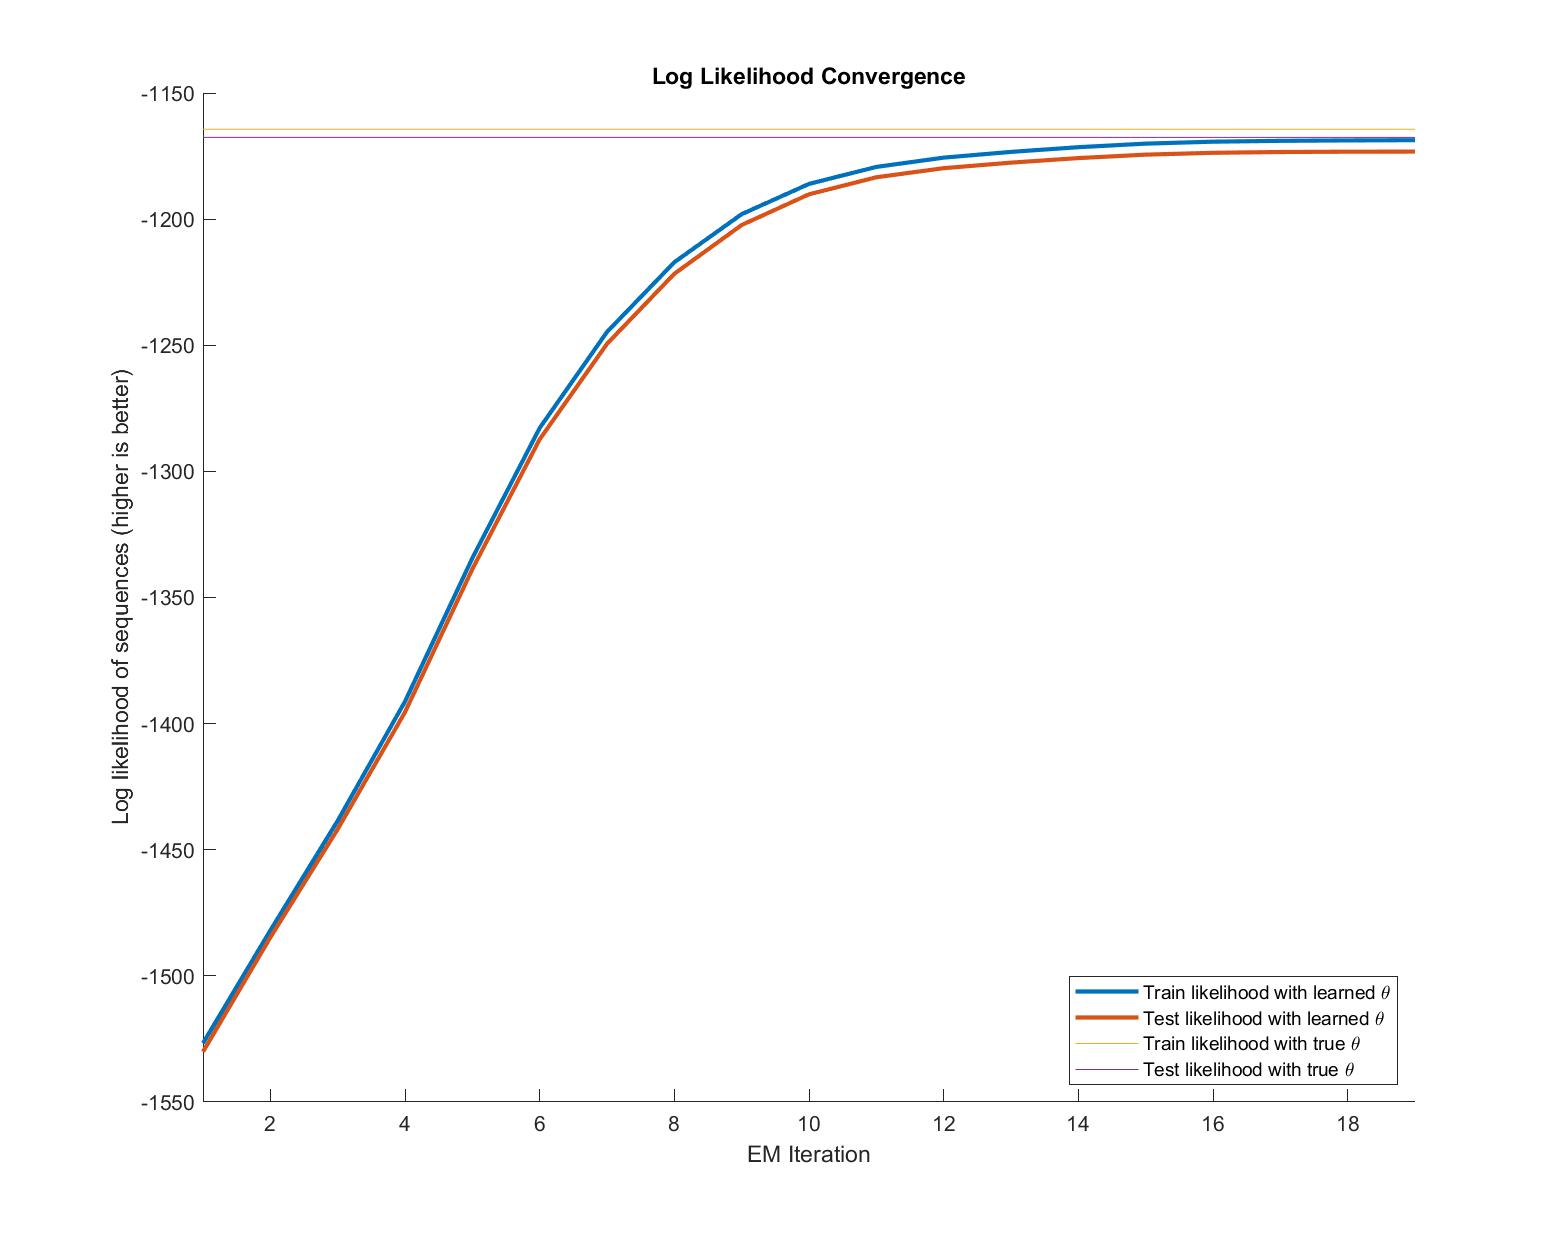 Log Likelihood Convergence
-1150
-1200
-1250
-1300
-1350
-1400
-1450
-1500
-1550
Log likelihood of sequences (higher is better)
Train likelihood with learned θ
Test likelihood with learned θ
Train likelihood with true θ
Test likelihood with true θ
2 4 6 8 10 12 14 16 18
EM Iteration